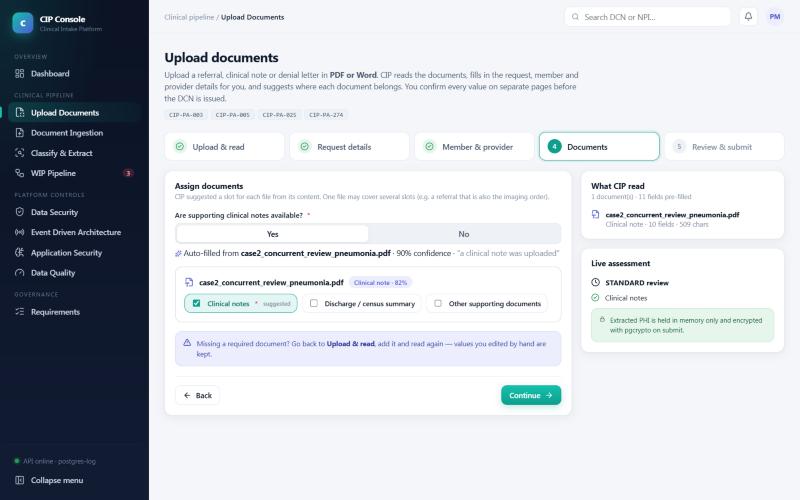 c
CIP Console
Clinical Intake Platform
OVERVIEW
Dashboard
CLINICAL PIPELINE
Upload Documents
Document Ingestion
Classify & Extract
WIP Pipeline 3
PLATFORM CONTROLS
Data Security
Event Driven Architecture
Application Security
Data Quality
GOVERNANCE
Requirements
API online · postgres-log
Collapse menu
Clinical pipeline / Upload Documents
Search DCN or NPI...
PM
Upload documents
Upload a referral, clinical note or denial letter in PDF or Word. CIP reads the documents, fills in the request, member and
provider details for you, and suggests where each document belongs. You confirm every value on separate pages before
the DCN is issued.
CIP-PA-003 CIP-PA-005 CIP-PA-025 CIP-PA-274
Upload & read
Request details
Member & provider
4 Documents
5 Review & submit
Assign documents
CIP suggested a slot for each file from its content. One file may cover several slots (e.g. a referral that is also the imaging order).
Are supporting clinical notes available? *
Yes No
Auto-filled from case2_concurrent_review_pneumonia.pdf · 90% confidence · "a clinical note was uploaded"
case2_concurrent_review_pneumonia.pdf Clinical note · 82%
Clinical notes * suggested
Discharge / census summary
Other supporting documents
Missing a required document? Go back to Upload & read, add it and read again — values you edited by hand are
kept.
Back
Continue
What CIP read
1 document(s) · 11 fields pre-filled
case2_concurrent_review_pneumonia.pdf
Clinical note · 10 fields · 509 chars
Live assessment
STANDARD review
Clinical notes
Extracted PHI is held in memory only and encrypted
with pgcrypto on submit.